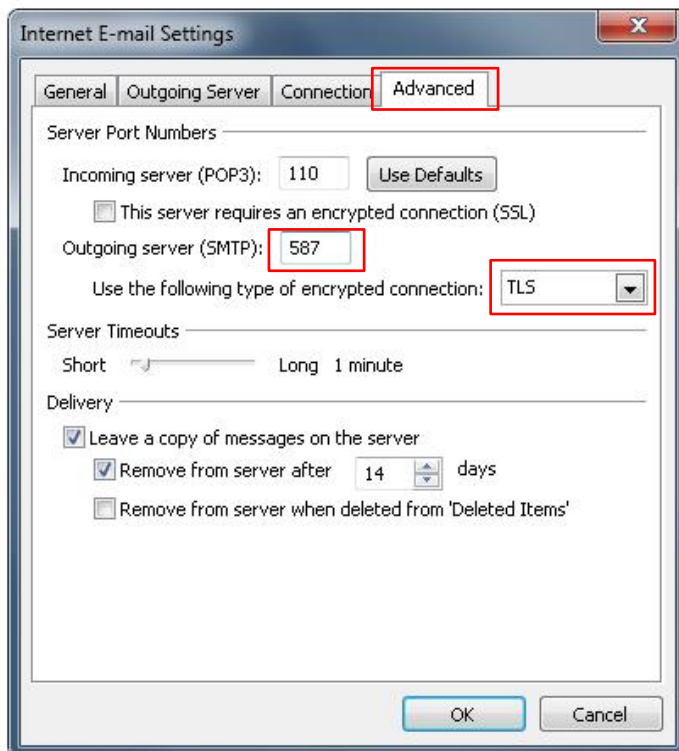 Internet E-mail Settings
General Outgoing Server Connection Advanced
Server Port Numbers
Incoming server (POP3): 110 Use Defaults
This server requires an encrypted connection (SSL)
Outgoing server (SMTP): 587
Use the following type of encrypted connection: TLS
Server Timeouts
Short Long 1 minute
Delivery
Leave a copy of messages on the server
Remove from server after 14 days
Remove from server when deleted from 'Deleted Items'
OK Cancel